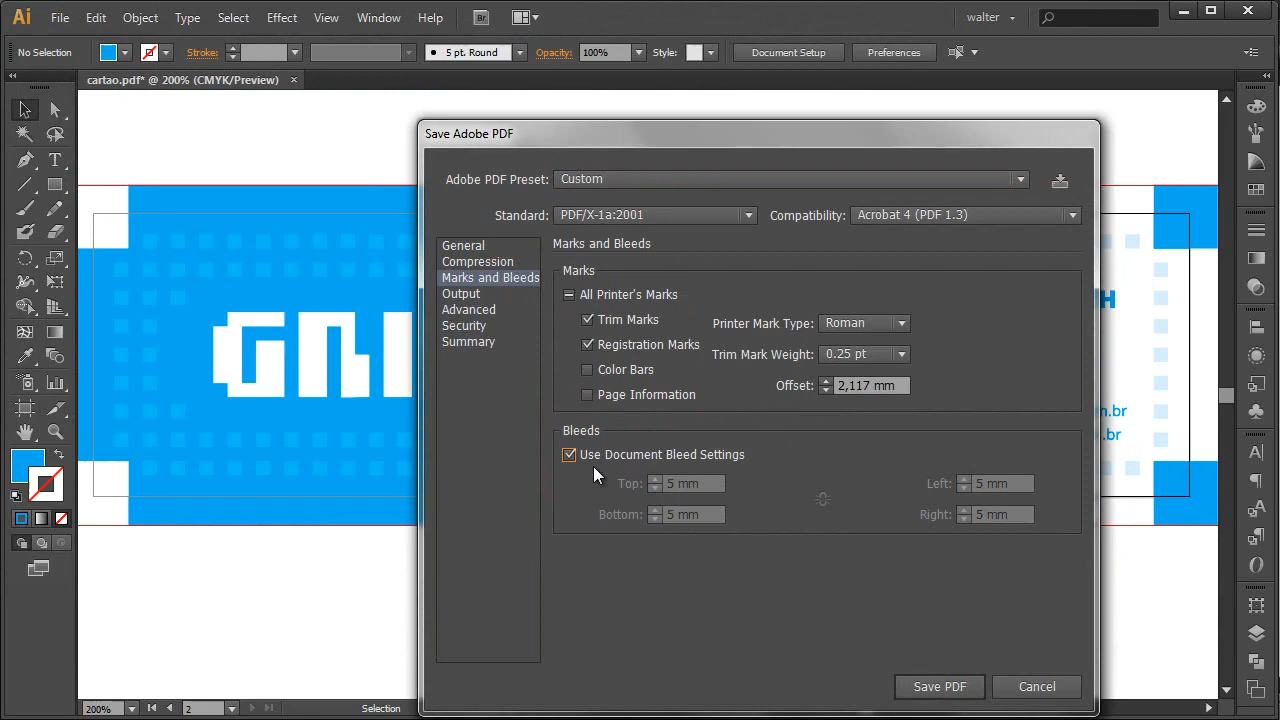 Ai File Edit Object Type Select Effect View Window Help Br walter
No Selection Stroke: 5 pt. Round Opacity: 100% Style: Document Setup Preferences
cartao.pdf* @ 200% (CMYK/Preview)
Save Adobe PDF
Adobe PDF Preset: Custom
Standard: PDF/X-1a:2001 Compatibility: Acrobat 4 (PDF 1.3)
General
Compression
Marks and Bleeds
Output
Advanced
Security
Summary
Marks and Bleeds
Marks
All Printer's Marks
Trim Marks
Registration Marks
Color Bars
Page Information
Printer Mark Type: Roman
Trim Mark Weight: 0.25 pt
Offset: 2,117 mm
Bleeds
Use Document Bleed Settings
Top: 5 mm Left: 5 mm
Bottom: 5 mm Right: 5 mm
Save PDF Cancel
H
m.br
.br
200% 2 Selection